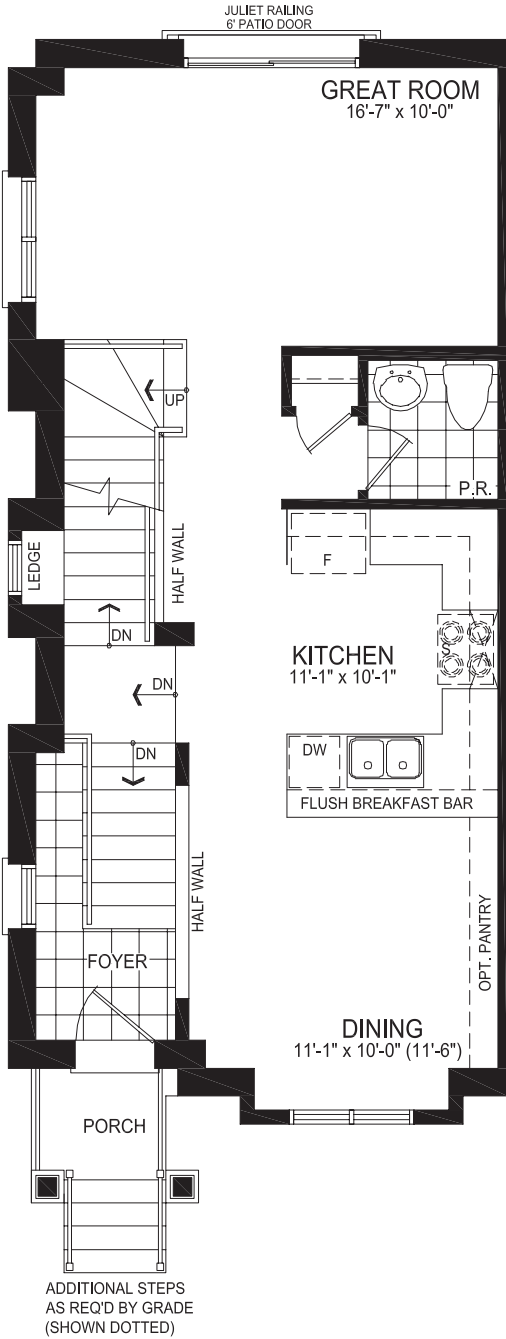 JULIET RAILING
6' PATIO DOOR
GREAT ROOM
16'-7" x 10'-0"
UP
P.R.
LEDGE
HALF WALL
F
DN
KITCHEN
11'-1" x 10'-1"
S
DN
DN
DW
FLUSH BREAKFAST BAR
HALF WALL
OPT. PANTRY
FOYER
DINING
11'-1" x 10'-0" (11'-6")
PORCH
ADDITIONAL STEPS
AS REQ'D BY GRADE
(SHOWN DOTTED)